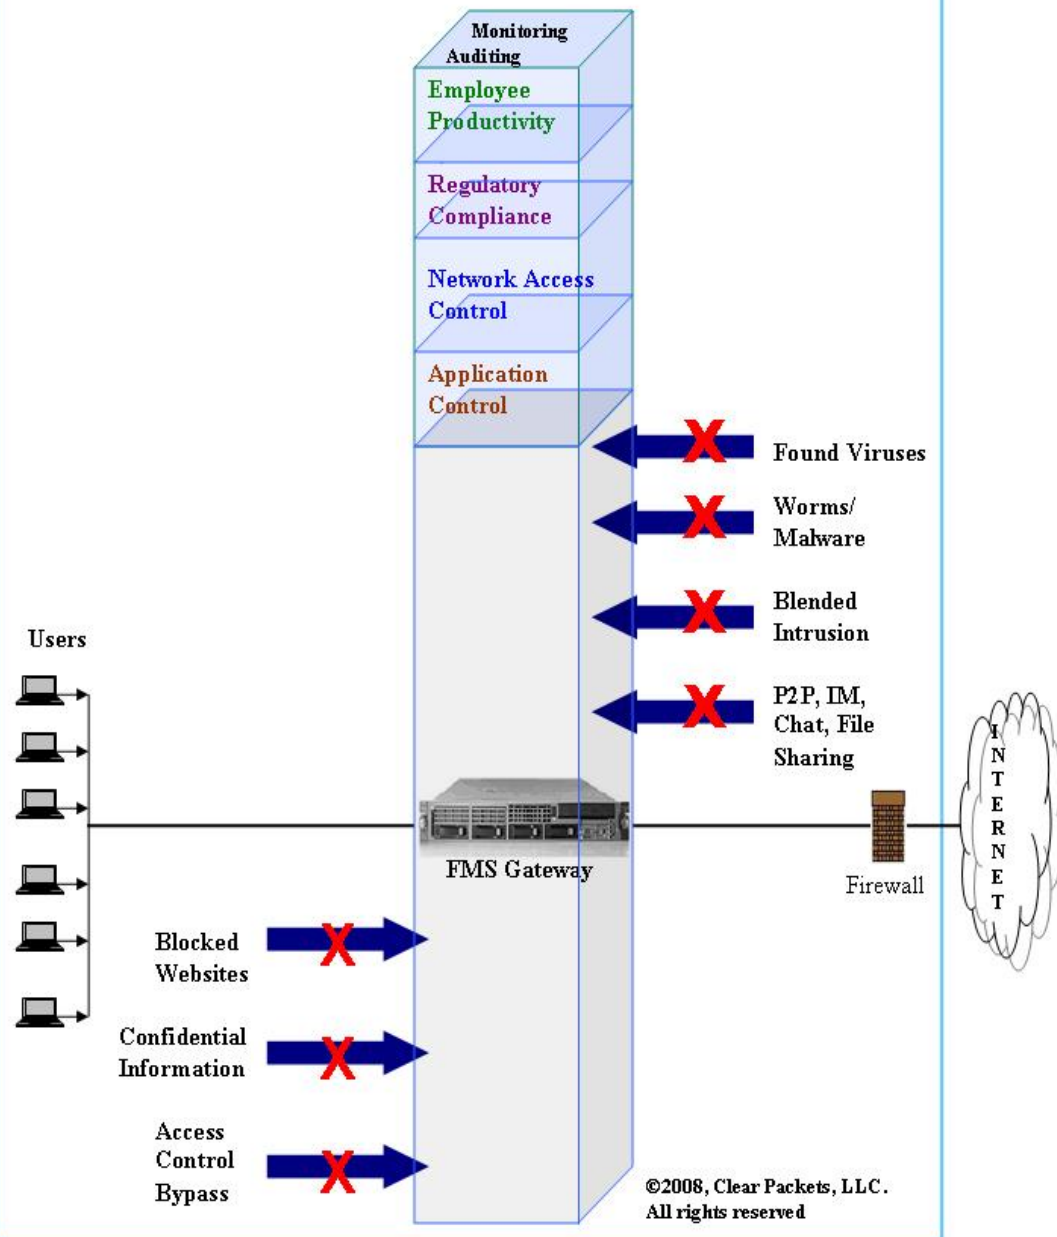 Monitoring
Auditing
Employee
Productivity
Regulatory
Compliance
Network Access
Control
Application
Control
Found Viruses
Worms/
Malware
Blended
Intrusion
Users
P2P, IM,
Chat, File
Sharing
INTERNET
FMS Gateway
Firewall
Blocked
Websites
Confidential
Information
Access
Control
Bypass
©2008, Clear Packets, LLC.
All rights reserved